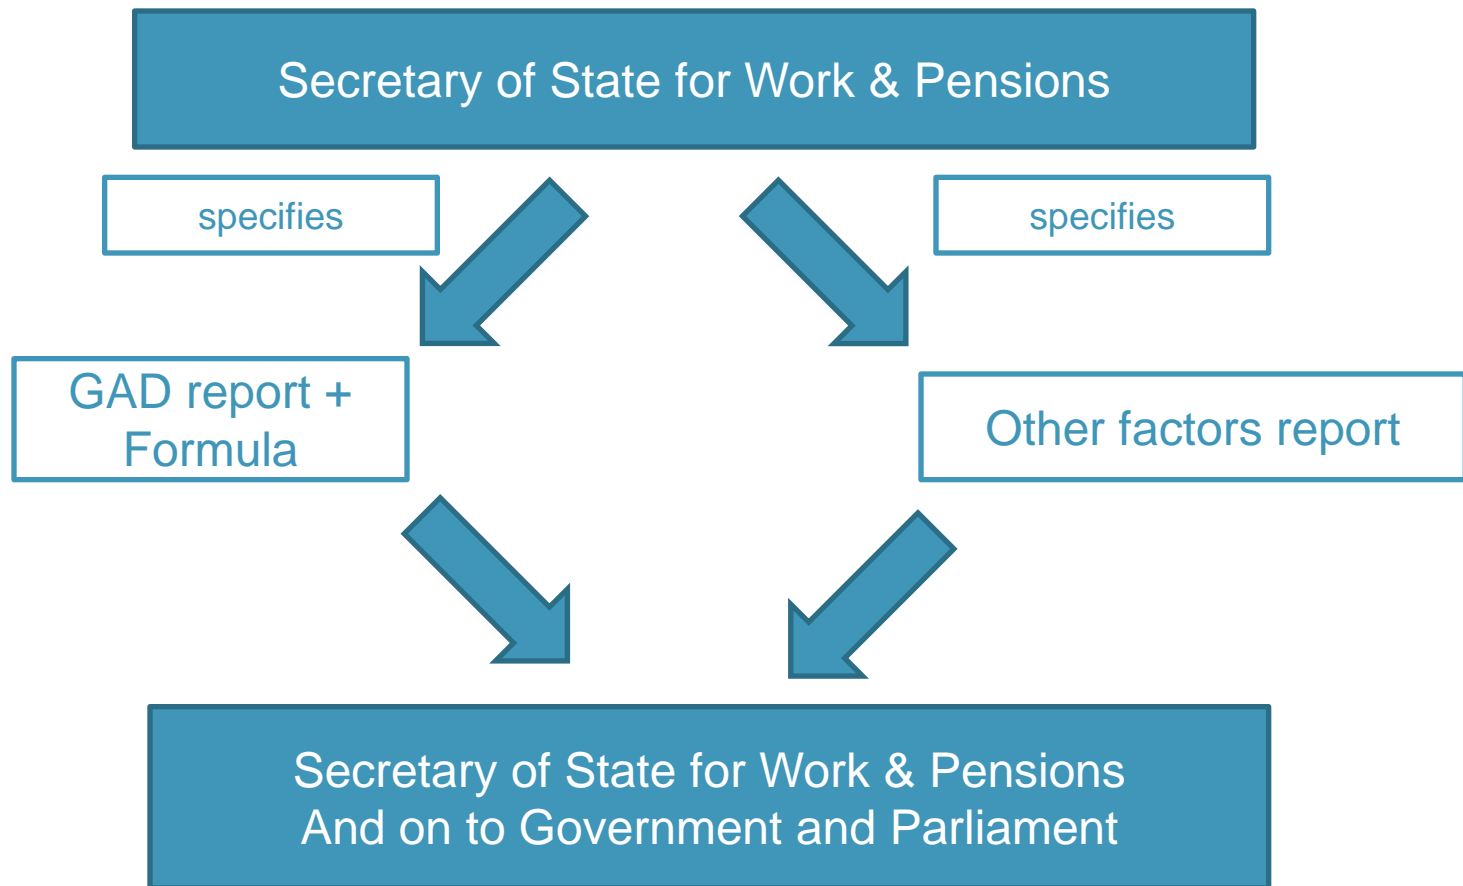 Secretary of State for Work & Pensions
specifies
specifies
GAD report +
Formula
Other factors report
Secretary of State for Work & Pensions
And on to Government and Parliament